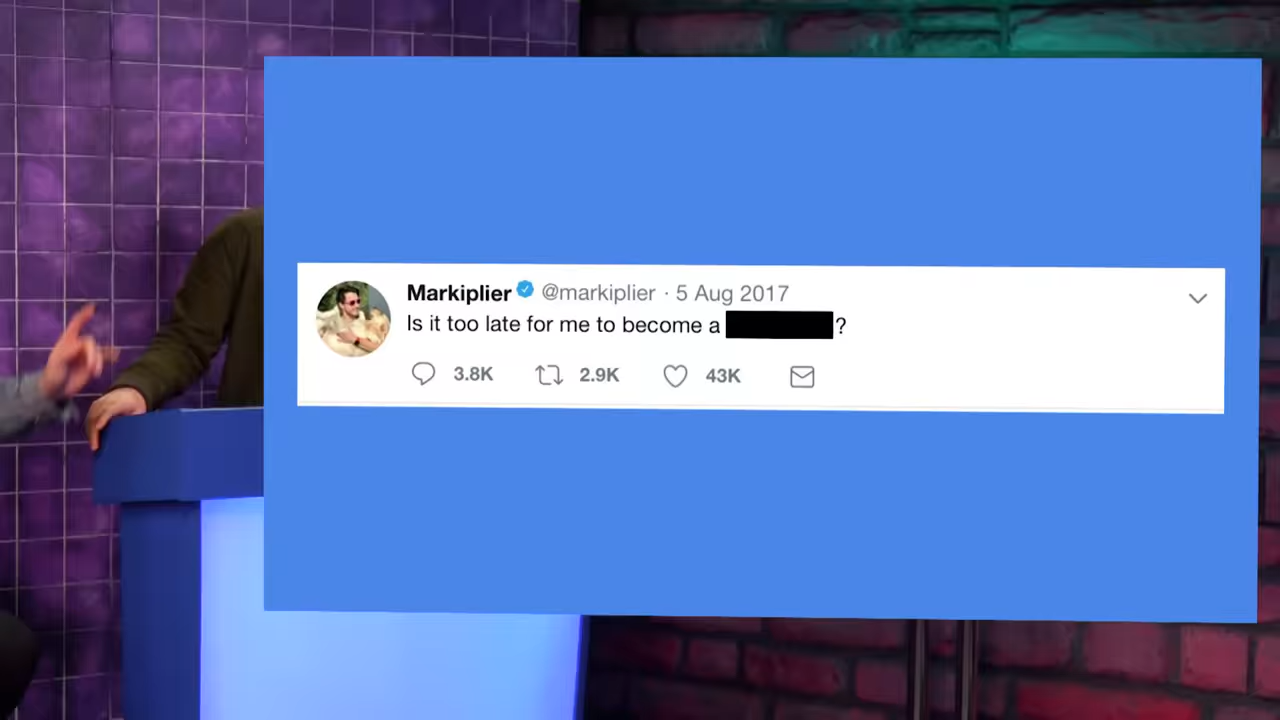 Markiplier @markiplier · 5 Aug 2017
Is it too late for me to become a ?
3.8K 2.9K 43K